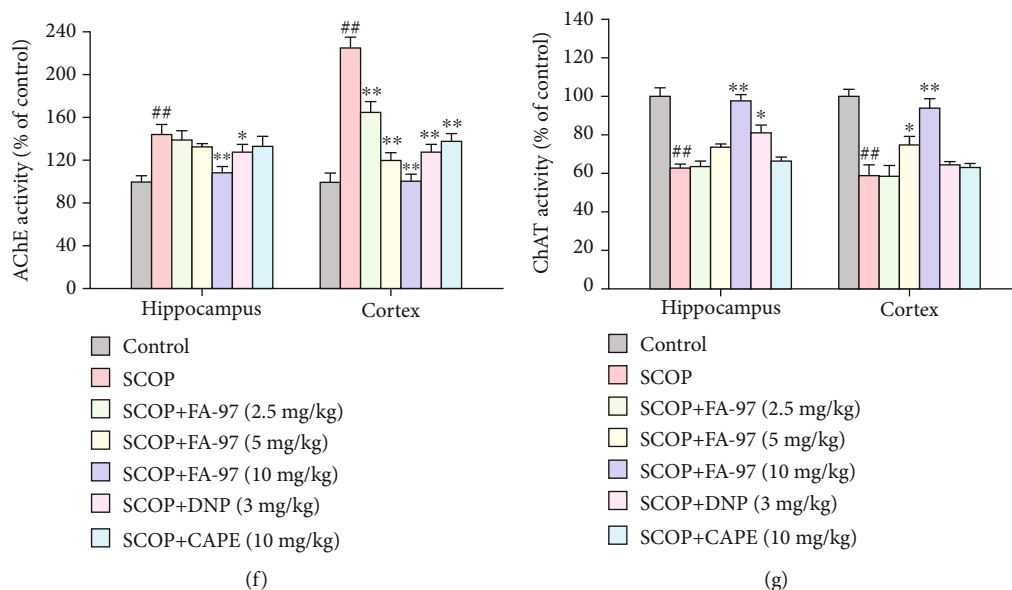 AChE activity (% of control)
240
200
160
120
80
40
0
##
**
*
##
**
**
**
**
**
Hippocampus
Cortex
Control
SCOP
SCOP+FA-97 (2.5 mg/kg)
SCOP+FA-97 (5 mg/kg)
SCOP+FA-97 (10 mg/kg)
SCOP+DNP (3 mg/kg)
SCOP+CAPE (10 mg/kg)
(f)
ChAT activity (% of control)
140
120
100
80
60
40
20
0
##
**
*
##
*
**
Hippocampus
Cortex
Control
SCOP
SCOP+FA-97 (2.5 mg/kg)
SCOP+FA-97 (5 mg/kg)
SCOP+FA-97 (10 mg/kg)
SCOP+DNP (3 mg/kg)
SCOP+CAPE (10 mg/kg)
(g)